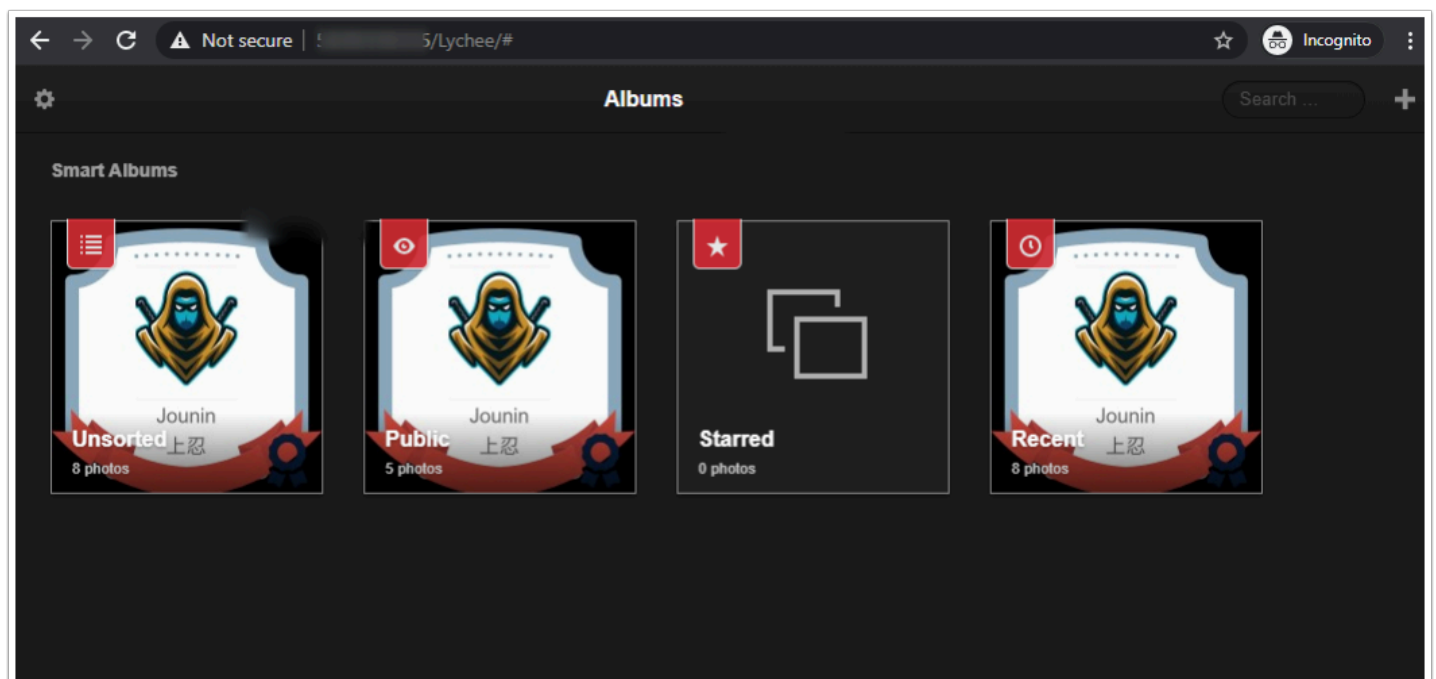 Not secure
5/Lychee/#
Incognito
Albums
Search ...
Smart Albums
Jounin
上忍
Unsorted
8 photos
Jounin
上忍
Public
5 photos
Starred
0 photos
Jounin
上忍
Recent
8 photos